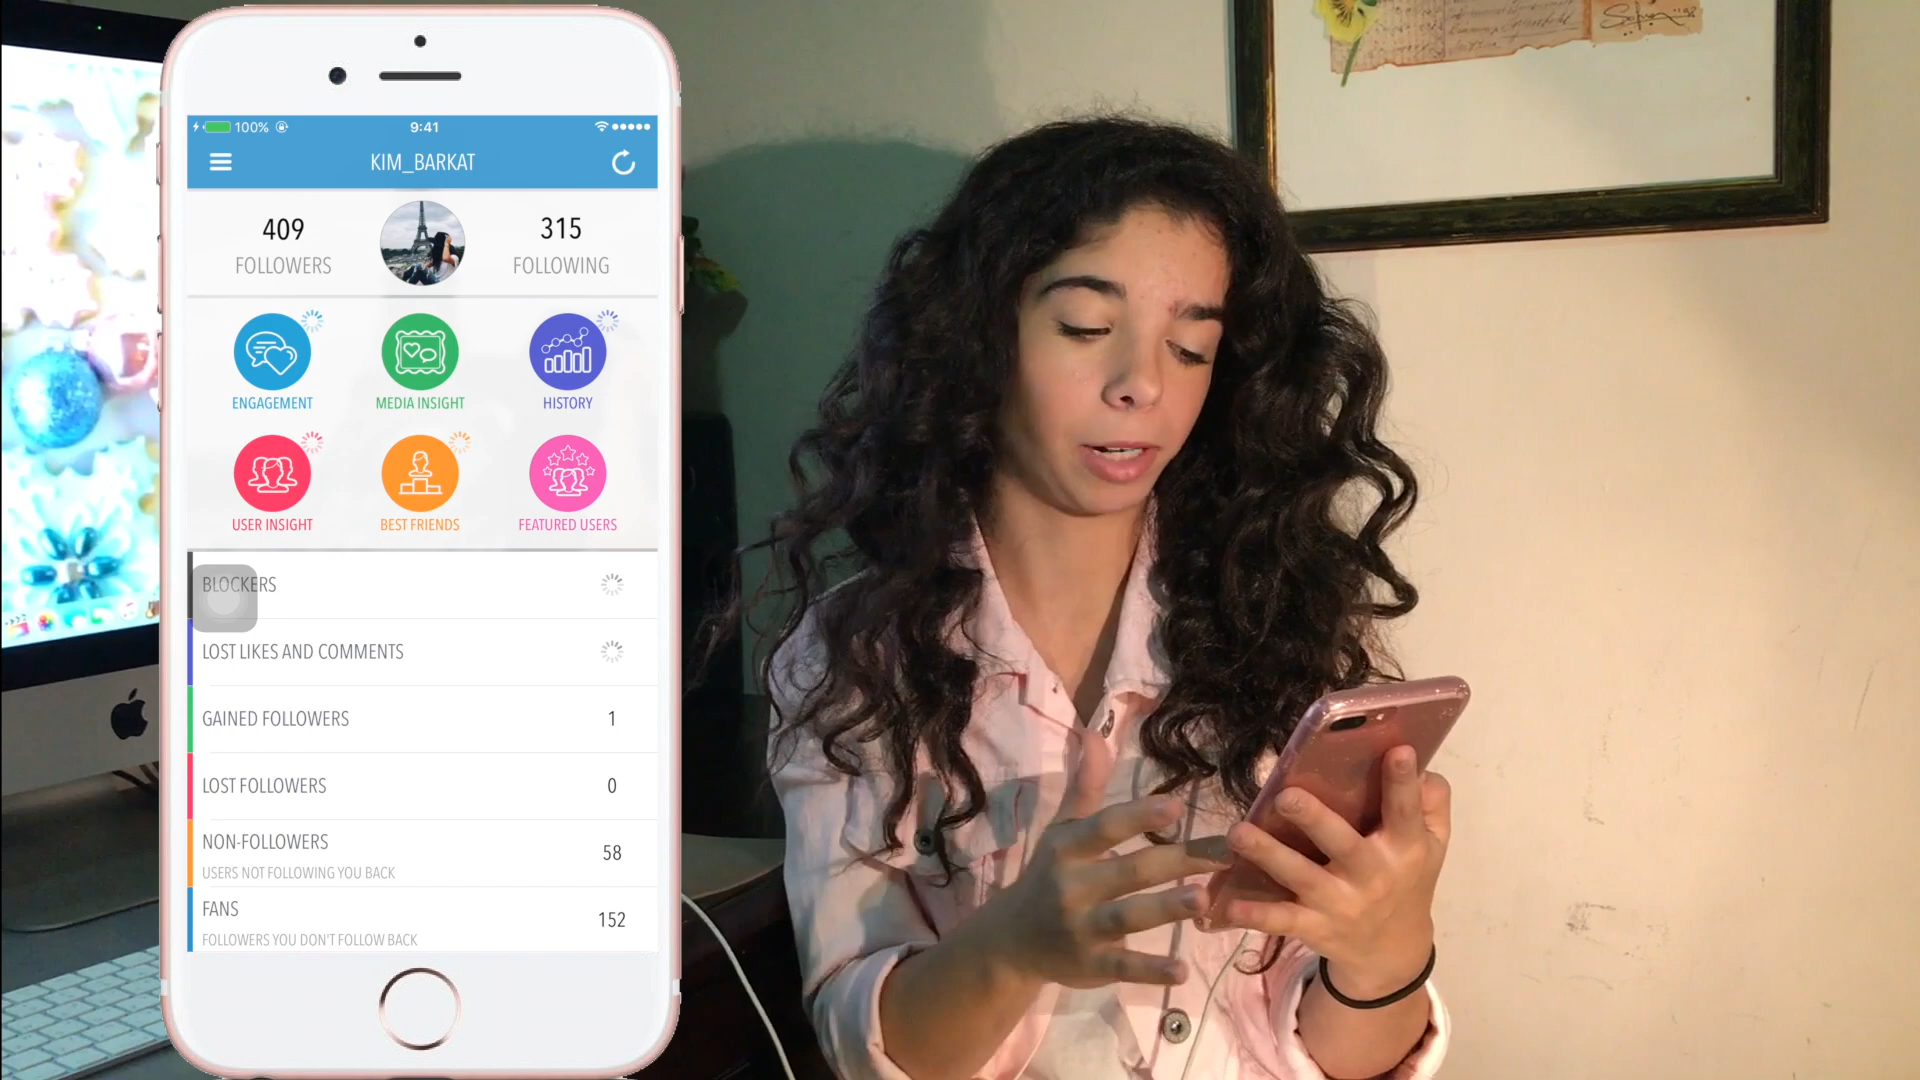 100%
9:41
KIM_BARKAT
409
315
FOLLOWERS
FOLLOWING
ENGAGEMENT
MEDIA INSIGHT
HISTORY
USER INSIGHT
BEST FRIENDS
FEATURED USERS
BLOCKERS
LOST LIKES AND COMMENTS
GAINED FOLLOWERS
1
LOST FOLLOWERS
0
NON-FOLLOWERS
58
USERS NOT FOLLOWING YOU BACK
FANS
152
FOLLOWERS YOU DON'T FOLLOW BACK